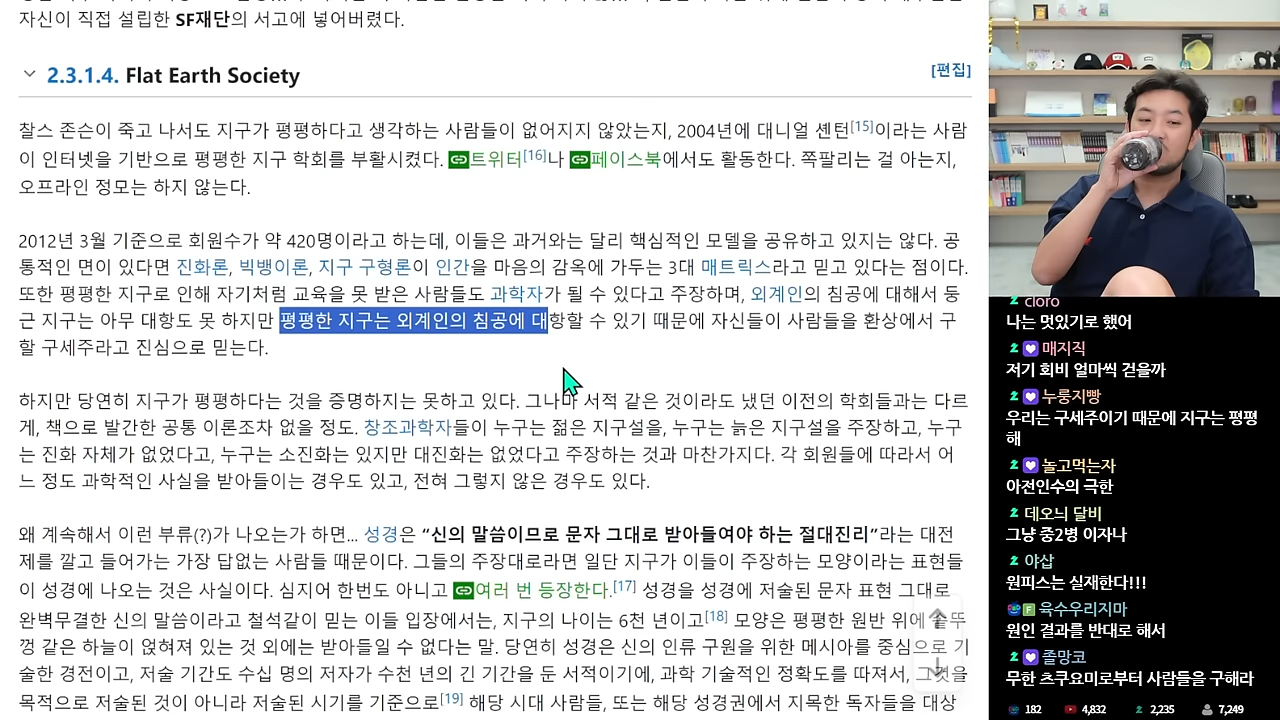 자신이 직접 설립한 SF재단의 서고에 넣어버렸다.
2.3.1.4. Flat Earth Society
[편집]
찰스 존슨이 죽고 나서도 지구가 평평하다고 생각하는 사람들이 없어지지 않았는지, 2004년에 대니얼 셴턴[15]이라는 사람
이 인터넷을 기반으로 평평한 지구 학회를 부활시켰다. 트위터[16]나 페이스북에서도 활동한다. 쪽팔리는 걸 아는지,
오프라인 정모는 하지 않는다.
2012년 3월 기준으로 회원수가 약 420명이라고 하는데, 이들은 과거와는 달리 핵심적인 모델을 공유하고 있지는 않다. 공
통적인 면이 있다면 진화론, 빅뱅이론, 지구 구형론이 인간을 마음의 감옥에 가두는 3대 매트릭스라고 믿고 있다는 점이다.
또한 평평한 지구로 인해 자기처럼 교육을 못 받은 사람들도 과학자가 될 수 있다고 주장하며, 외계인의 침공에 대해서 둥
근 지구는 아무 대항도 못 하지만 평평한 지구는 외계인의 침공에 대항할 수 있기 때문에 자신들이 사람들을 환상에서 구
할 구세주라고 진심으로 믿는다.
하지만 당연히 지구가 평평하다는 것을 증명하지는 못하고 있다. 그나마 서적 같은 것이라도 냈던 이전의 학회들과는 다르
게, 책으로 발간한 공통 이론조차 없을 정도. 창조과학자들이 누구는 젊은 지구설을, 누구는 늙은 지구설을 주장하고, 누구
는 진화 자체가 없었다고, 누구는 소진화는 있지만 대진화는 없었다고 주장하는 것과 마찬가지다. 각 회원들에 따라서 어
느 정도 과학적인 사실을 받아들이는 경우도 있고, 전혀 그렇지 않은 경우도 있다.
왜 계속해서 이런 부류(?)가 나오는가 하면... 성경은 “신의 말씀이므로 문자 그대로 받아들여야 하는 절대진리”라는 대전
제를 깔고 들어가는 가장 답없는 사람들 때문이다. 그들의 주장대로라면 일단 지구가 이들이 주장하는 모양이라는 표현들
이 성경에 나오는 것은 사실이다. 심지어 한번도 아니고 여러 번 등장한다.[17] 성경을 성경에 저술된 문자 표현 그대로
완벽무결한 신의 말씀이라고 철석같이 믿는 이들 입장에서는, 지구의 나이는 6천 년이고[18] 모양은 평평한 원반 위에 솥뚜
껑 같은 하늘이 얹혀져 있는 것 외에는 받아들일 수 없다는 말. 당연히 성경은 신의 인류 구원을 위한 메시아를 중심으로 기
술한 경전이고, 저술 기간도 수십 명의 저자가 수천 년의 긴 기간을 둔 서적이기에, 과학 기술적인 정확도를 따져서, 그것을
목적으로 저술된 것이 아니라 저술된 시기를 기준으로[19] 해당 시대 사람들, 또는 해당 성경권에서 지목한 독자들을 대상
cloro
나는 멋있기로 했어
매지직
저기 회비 얼마씩 걷을까
누룽지빵
우리는 구세주이기 때문에 지구는 평평
해
놀고먹는자
아전인수의 극한
데오늬 달비
그냥 중2병 이자나
야삽
원피스는 실재한다!!!
육수우리지마
원인 결과를 반대로 해서
졸망코
무한 츠쿠요미로부터 사람들을 구해라
182 4,832 2,235 7,249